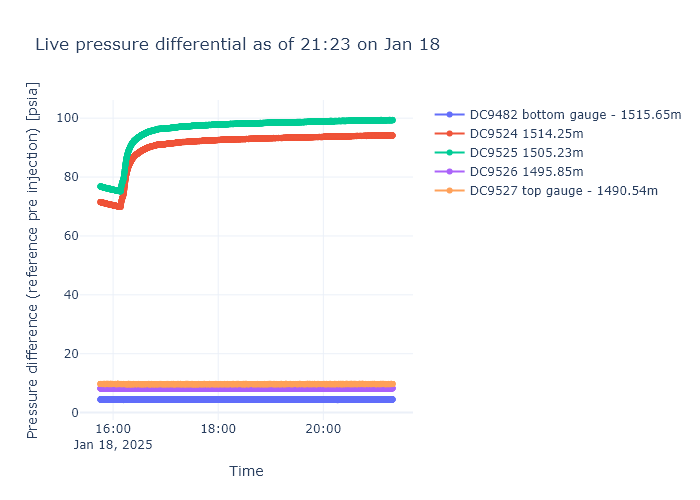 Live pressure differential as of 21:23 on Jan 18
Pressure difference (reference pre injection) [psia]
100
80
60
40
20
0
16:00
Jan 18, 2025
18:00
20:00
Time
DC9482 bottom gauge - 1515.65m
DC9524 1514.25m
DC9525 1505.23m
DC9526 1495.85m
DC9527 top gauge - 1490.54m